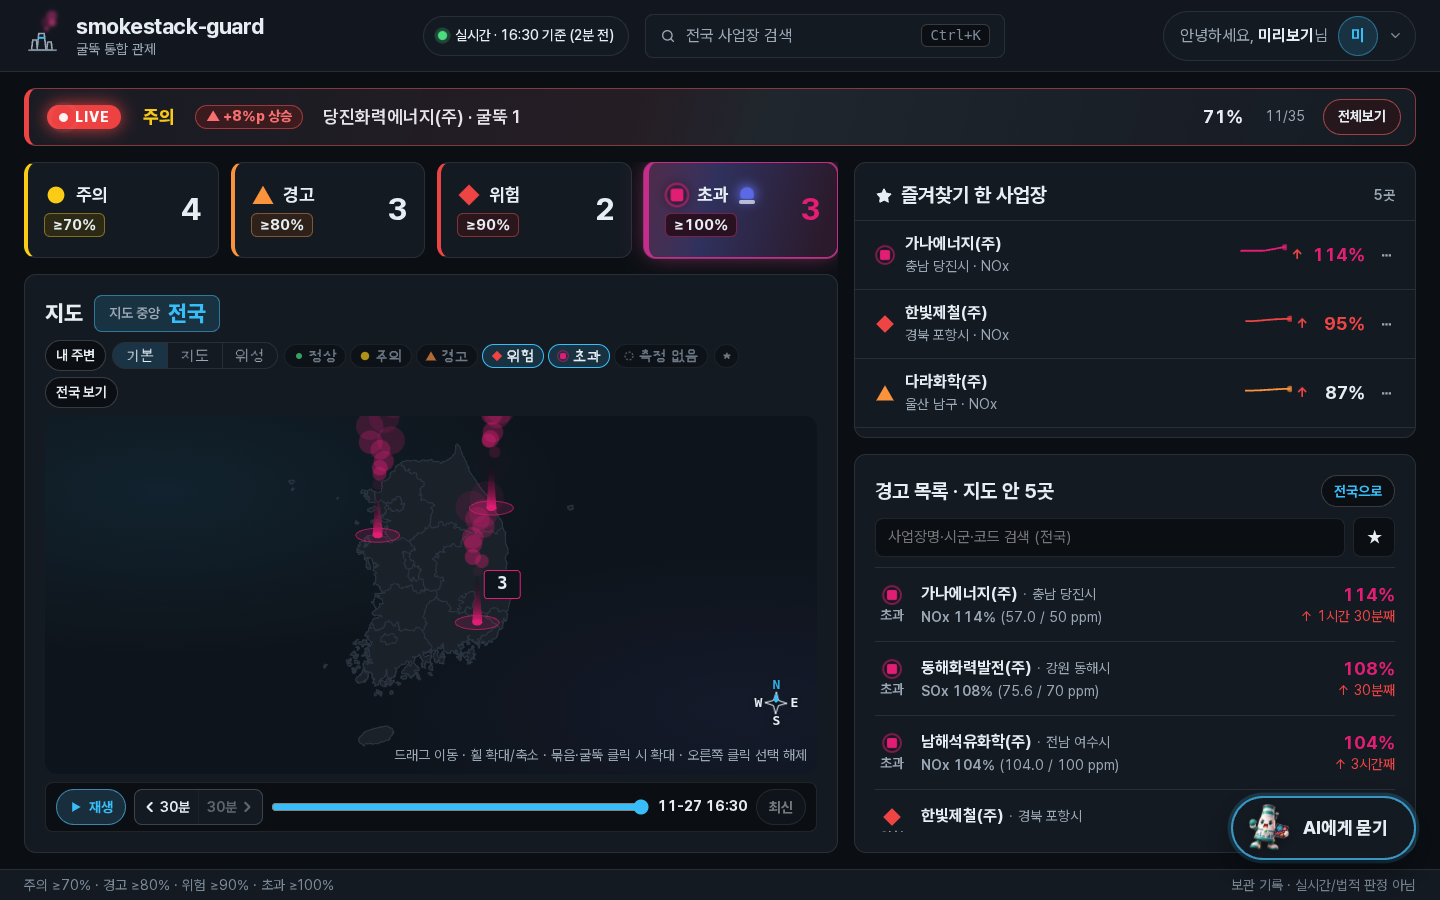 smokestack-guard
굴뚝 통합 관제
실시간 · 16:30 기준 (2분 전)
전국 사업장 검색
Ctrl+K
안녕하세요, 미리보기님
미
LIVE
주의
▲ +8%p 상승
당진화력에너지(주) · 굴뚝 1
71%
11/35
전체보기
주의
≥70%
4
경고
≥80%
3
위험
≥90%
2
초과
≥100%
3
지도
지도 중앙 전국
내 주변
기본
지도
위성
정상
주의
경고
위험
초과
측정 없음
★
전국 보기
3
N
W
E
S
드래그 이동 · 휠 확대/축소 · 묶음·굴뚝 클릭 시 확대 · 오른쪽 클릭 선택 해제
▶ 재생
30분
30분
11-27 16:30
최신
★ 즐겨찾기 한 사업장
5곳
가나에너지(주)
충남 당진시 · NOx
↑ 114%
한빛제철(주)
경북 포항시 · NOx
↑ 95%
다라화학(주)
울산 남구 · NOx
↑ 87%
경고 목록 · 지도 안 5곳
전국으로
사업장명·시군·코드 검색 (전국)
★
초과
가나에너지(주) · 충남 당진시
NOx 114% (57.0 / 50 ppm)
114%
↑ 1시간 30분째
초과
동해화력발전(주) · 강원 동해시
SOx 108% (75.6 / 70 ppm)
108%
↑ 30분째
초과
남해석유화학(주) · 전남 여수시
NOx 104% (104.0 / 100 ppm)
104%
↑ 3시간째
한빛제철(주) · 경북 포항시
AI에게 묻기
주의 ≥70% · 경고 ≥80% · 위험 ≥90% · 초과 ≥100%
보관 기록 · 실시간/법적 판정 아님